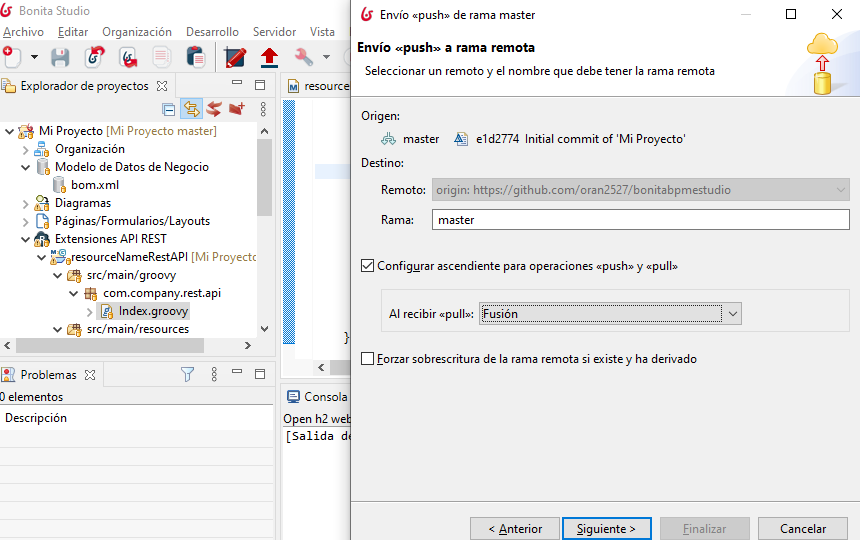 Bonita Studio
Archivo Editar Organización Desarrollo Servidor Vista
Explorador de proyectos
Mi Proyecto [Mi Proyecto master]
Organización
Modelo de Datos de Negocio
bom.xml
Diagramas
Páginas/Formularios/Layouts
Extensiones API REST
resourceNameRestAPI [Mi Proyecto
src/main/groovy
com.company.rest.api
Index.groovy
src/main/resources
Problemas
0 elementos
Descripción
resource
}
Consola
Open h2 web
[Salida de
Envío «push» de rama master
Envío «push» a rama remota
Seleccionar un remoto y el nombre que debe tener la rama remota
Origen:
master e1d2774 Initial commit of 'Mi Proyecto'
Destino:
Remoto: origin: https://github.com/oran2527/bonitabpmestudio
Rama: master
Configurar ascendiente para operaciones «push» y «pull»
Al recibir «pull»: Fusión
Forzar sobrescritura de la rama remota si existe y ha derivado
< Anterior Siguiente > Finalizar Cancelar